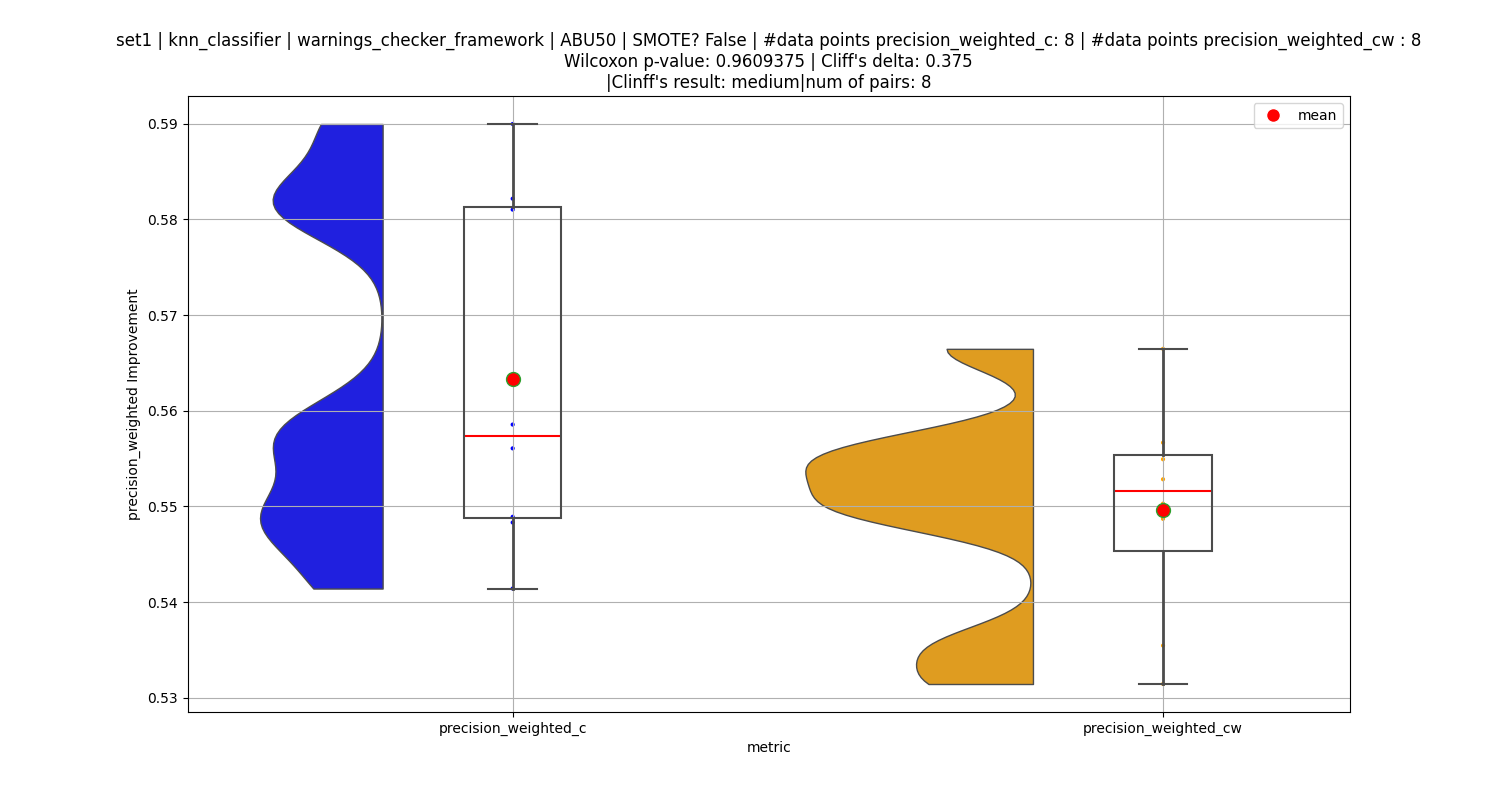 set1 | knn_classifier | warnings_checker_framework | ABU50 | SMOTE? False | #data points precision_weighted_c: 8 | #data points precision_weighted_cw : 8
Wilcoxon p-value: 0.9609375 | Cliff's delta: 0.375
|Clinff's result: medium|num of pairs: 8
mean
0.59
0.58
0.57
0.56
0.55
0.54
0.53
precision_weighted Improvement
precision_weighted_c
precision_weighted_cw
metric